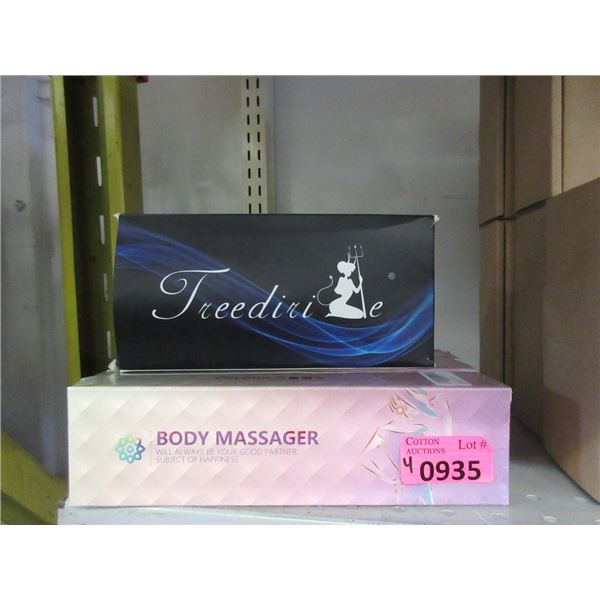 Treediride®
BODY MASSAGER
WILL ALWAYS BE YOUR GOOD PARTNER
SUBJECT OF HAPPINESS
COTTON
AUCTIONS
Lot #
4
0935